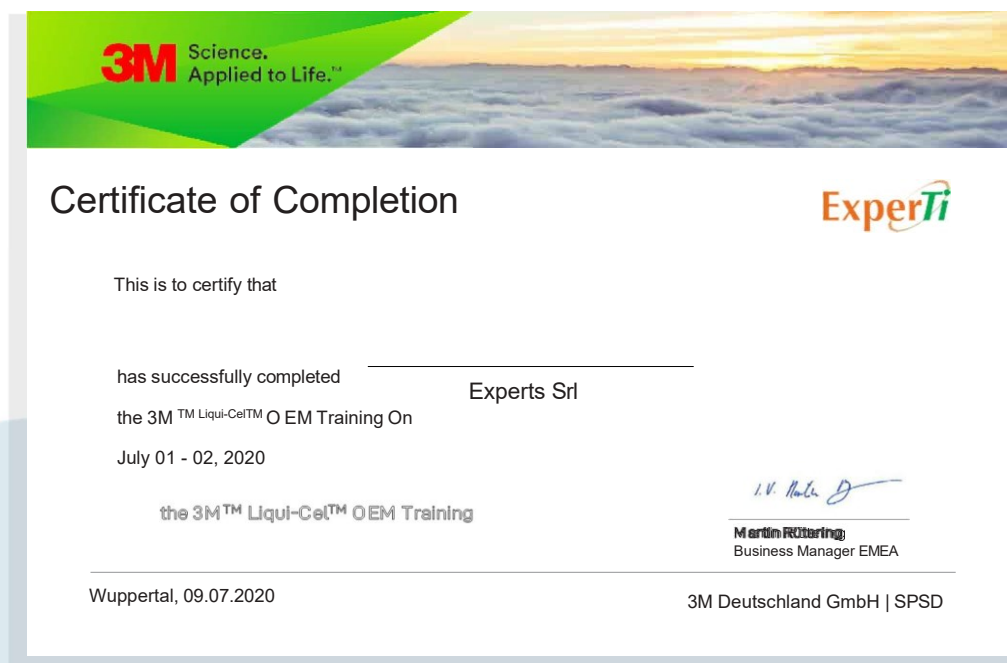 3M Science.
Applied to Life.™
Certificate of Completion
ExperTi
This is to certify that
has successfully completed
Experts Srl
the 3M ™ Liqui-Cel™ O EM Training On
July 01 - 02, 2020
the 3M™ Liqui-Cel™ OEM Training
I.V.
Martin
Business Manager EMEA
Wuppertal, 09.07.2020
3M Deutschland GmbH | SPSD